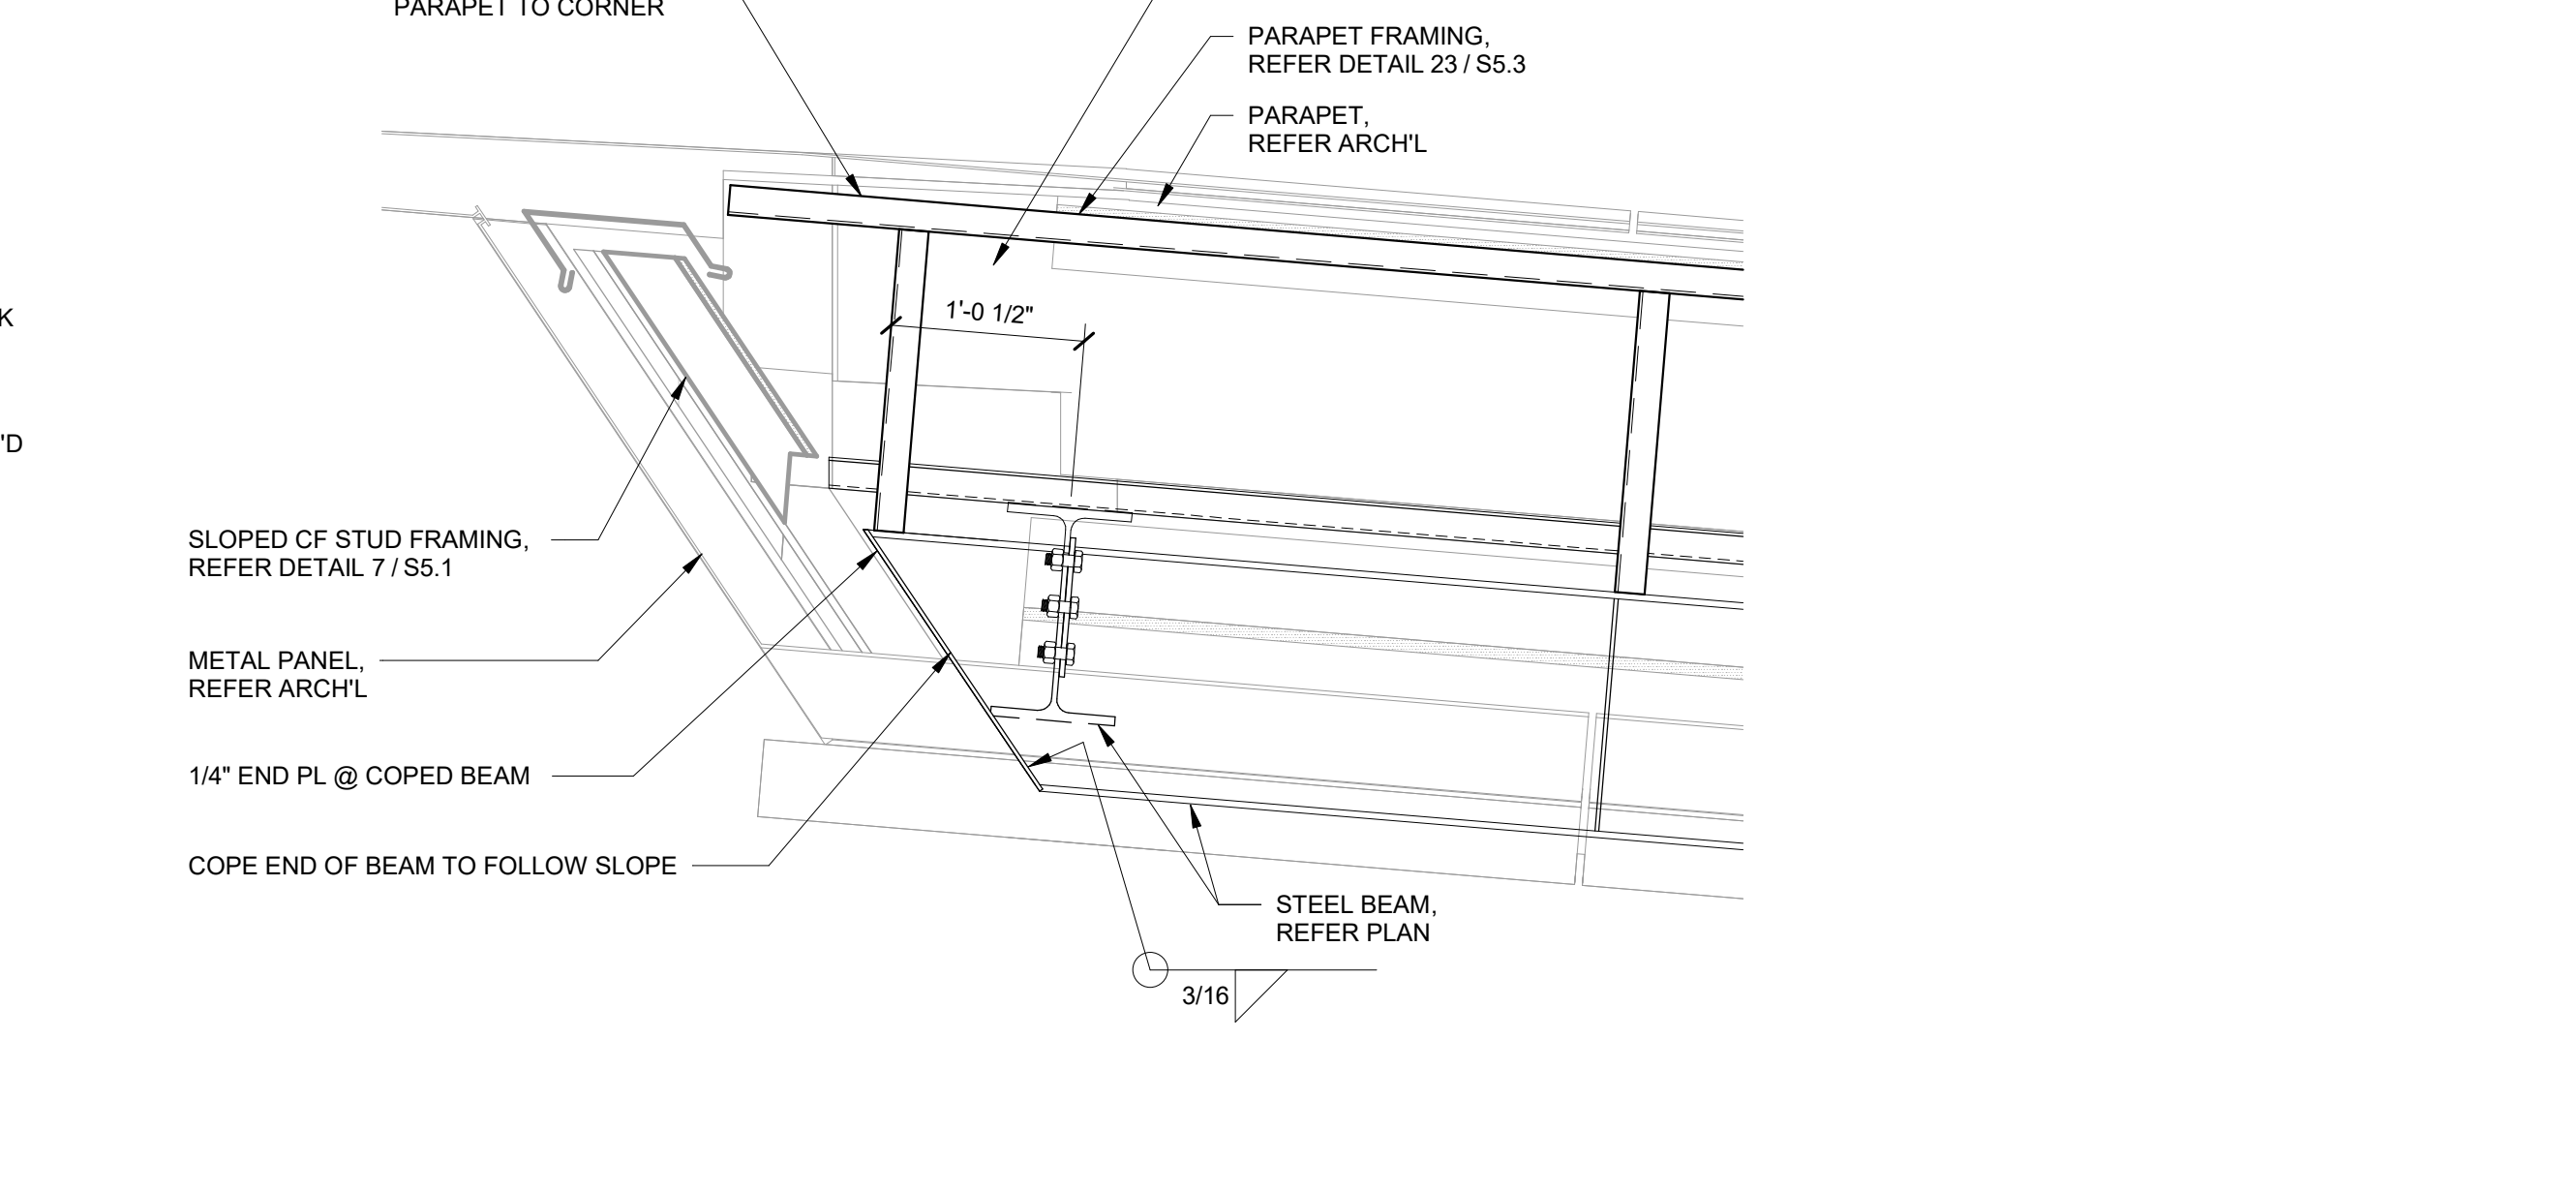 PARAPET TO CORNER
PARAPET FRAMING,
REFER DETAIL 23 / S5.3
PARAPET,
REFER ARCH'L
1'-0 1/2"
K
'D
SLOPED CF STUD FRAMING,
REFER DETAIL 7 / S5.1
METAL PANEL,
REFER ARCH'L
1/4" END PL @ COPED BEAM
COPE END OF BEAM TO FOLLOW SLOPE
STEEL BEAM,
REFER PLAN
3/16